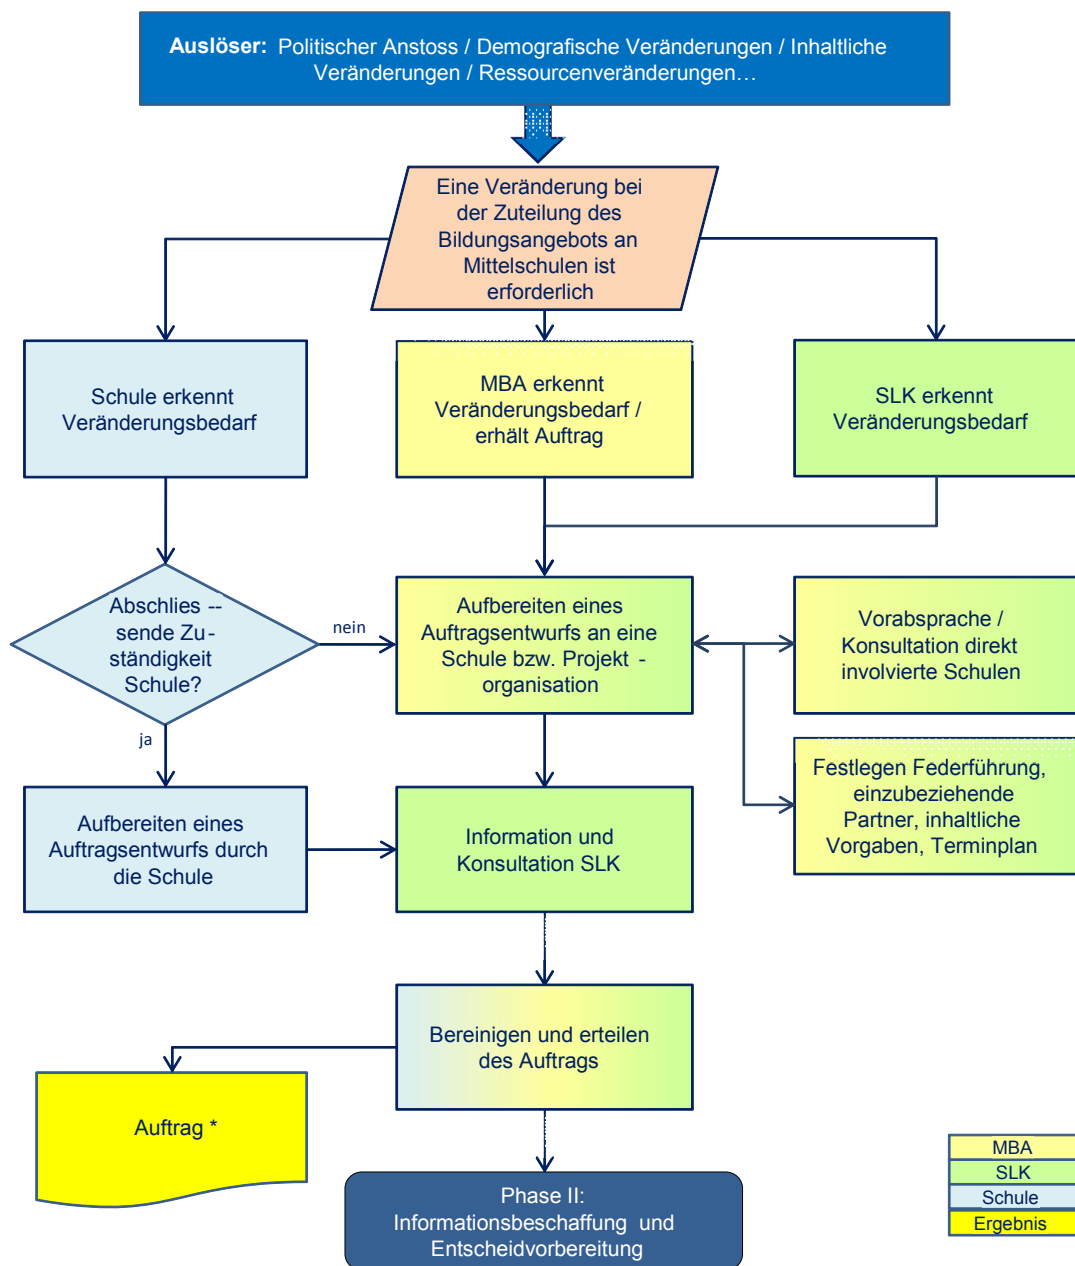 Auslöser: Politischer Anstoss / Demografische Veränderungen / Inhaltliche
Veränderungen / Ressourcenveränderungen…
Eine Veränderung bei
der Zuteilung des
Bildungsangebots an
Mittelschulen ist
erforderlich
Schule erkennt
Veränderungsbedarf
MBA erkennt
Veränderungsbedarf /
erhält Auftrag
SLK erkennt
Veränderungsbedarf
Abschlies --
sende Zu-
ständigkeit
Schule?
nein
ja
Aufbereiten eines
Auftragsentwurfs an eine
Schule bzw. Projekt -
organisation
Vorabsprache /
Konsultation direkt
involvierte Schulen
Festlegen Federführung,
einzubeziehende
Partner, inhaltliche
Vorgaben, Terminplan
Aufbereiten eines
Auftragsentwurfs durch
die Schule
Information und
Konsultation SLK
Bereinigen und erteilen
des Auftrags
Auftrag *
Phase II:
Informationsbeschaffung und
Entscheidvorbereitung
MBA
SLK
Schule
Ergebnis